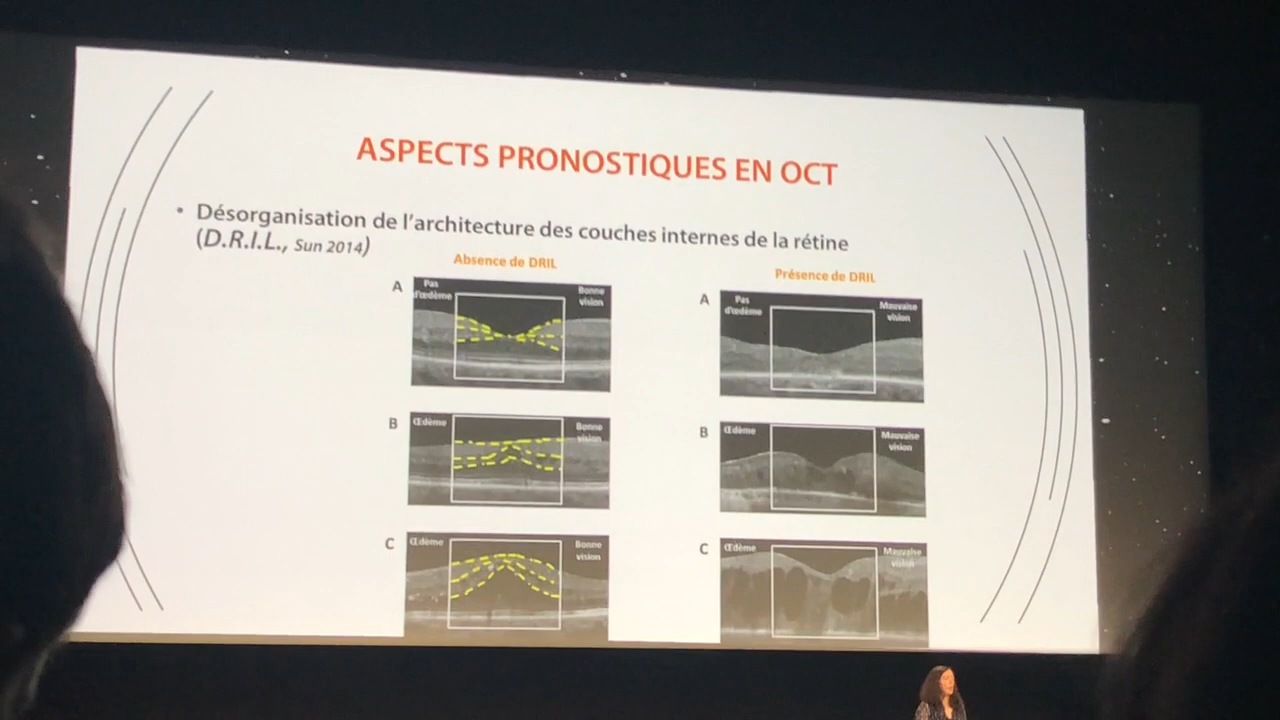 ASPECTS PRONOSTIQUES EN OCT
• Désorganisation de l'architecture des couches internes de la rétine
(D.R.I.L., Sun 2014)
Absence de DRIL
A
Pas
d'œdème
Bonne
vision
B
Œdème
Bonne
vision
C
Œdème
Bonne
vision
Présence de DRIL
A
Pas
d'œdème
Mauvaise
vision
B
Œdème
Mauvaise
vision
C
Œdème
Mauvaise
vision